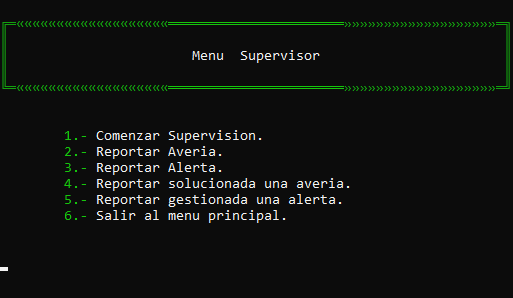 Menu  Supervisor
1.- Comenzar Supervision.
2.- Reportar Averia.
3.- Reportar Alerta.
4.- Reportar solucionada una averia.
5.- Reportar gestionada una alerta.
6.- Salir al menu principal.